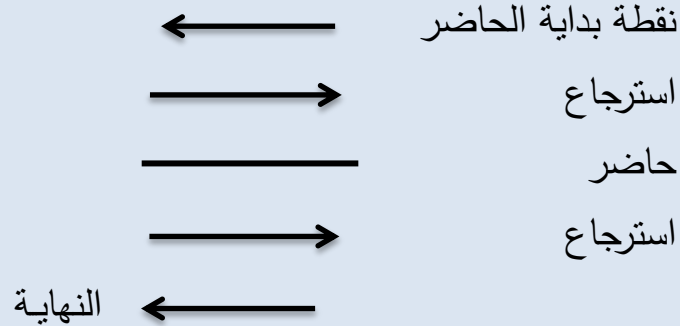 نقطة بداية الحاضر
استرجاع
حاضر
استرجاع
النهاية